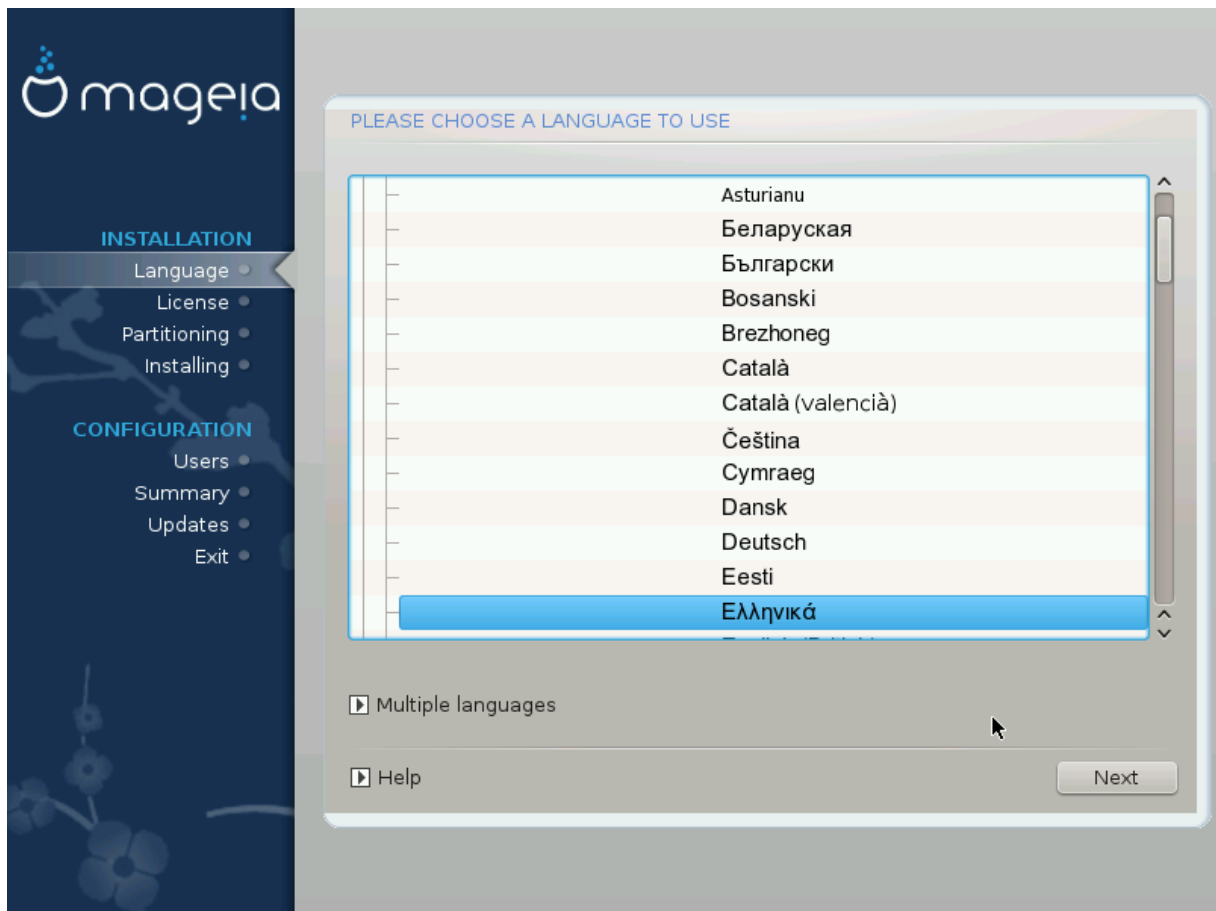 mageia
INSTALLATION
Language
License
Partitioning
Installing
CONFIGURATION
Users
Summary
Updates
Exit
PLEASE CHOOSE A LANGUAGE TO USE
Asturianu
Беларуская
Български
Bosanski
Brezhoneg
Català
Català (valencià)
Čeština
Cymraeg
Dansk
Deutsch
Eesti
Ελληνικά
Multiple languages
Help
Next